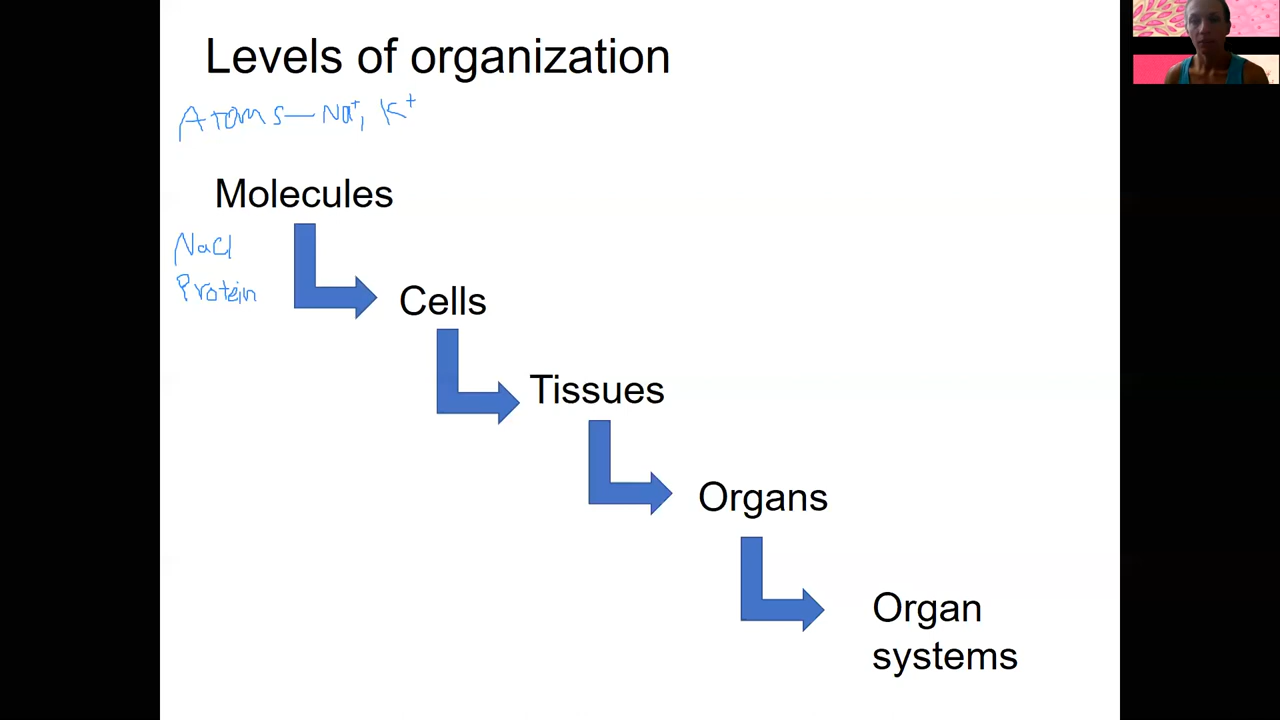 Levels of organization
Atoms — Na+, K+
Molecules
NaCl
Protein
Cells
Tissues
Organs
Organ
systems